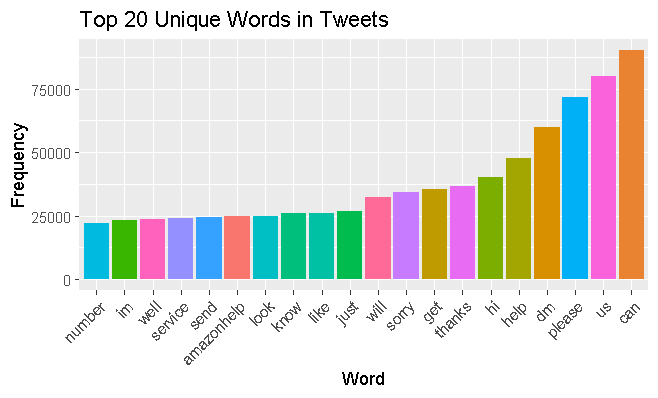 Top 20 Unique Words in Tweets
Frequency
75000
50000
25000
0
number im well service send amazonhelp look know like just will sorry get thanks hi help dm please us can
Word